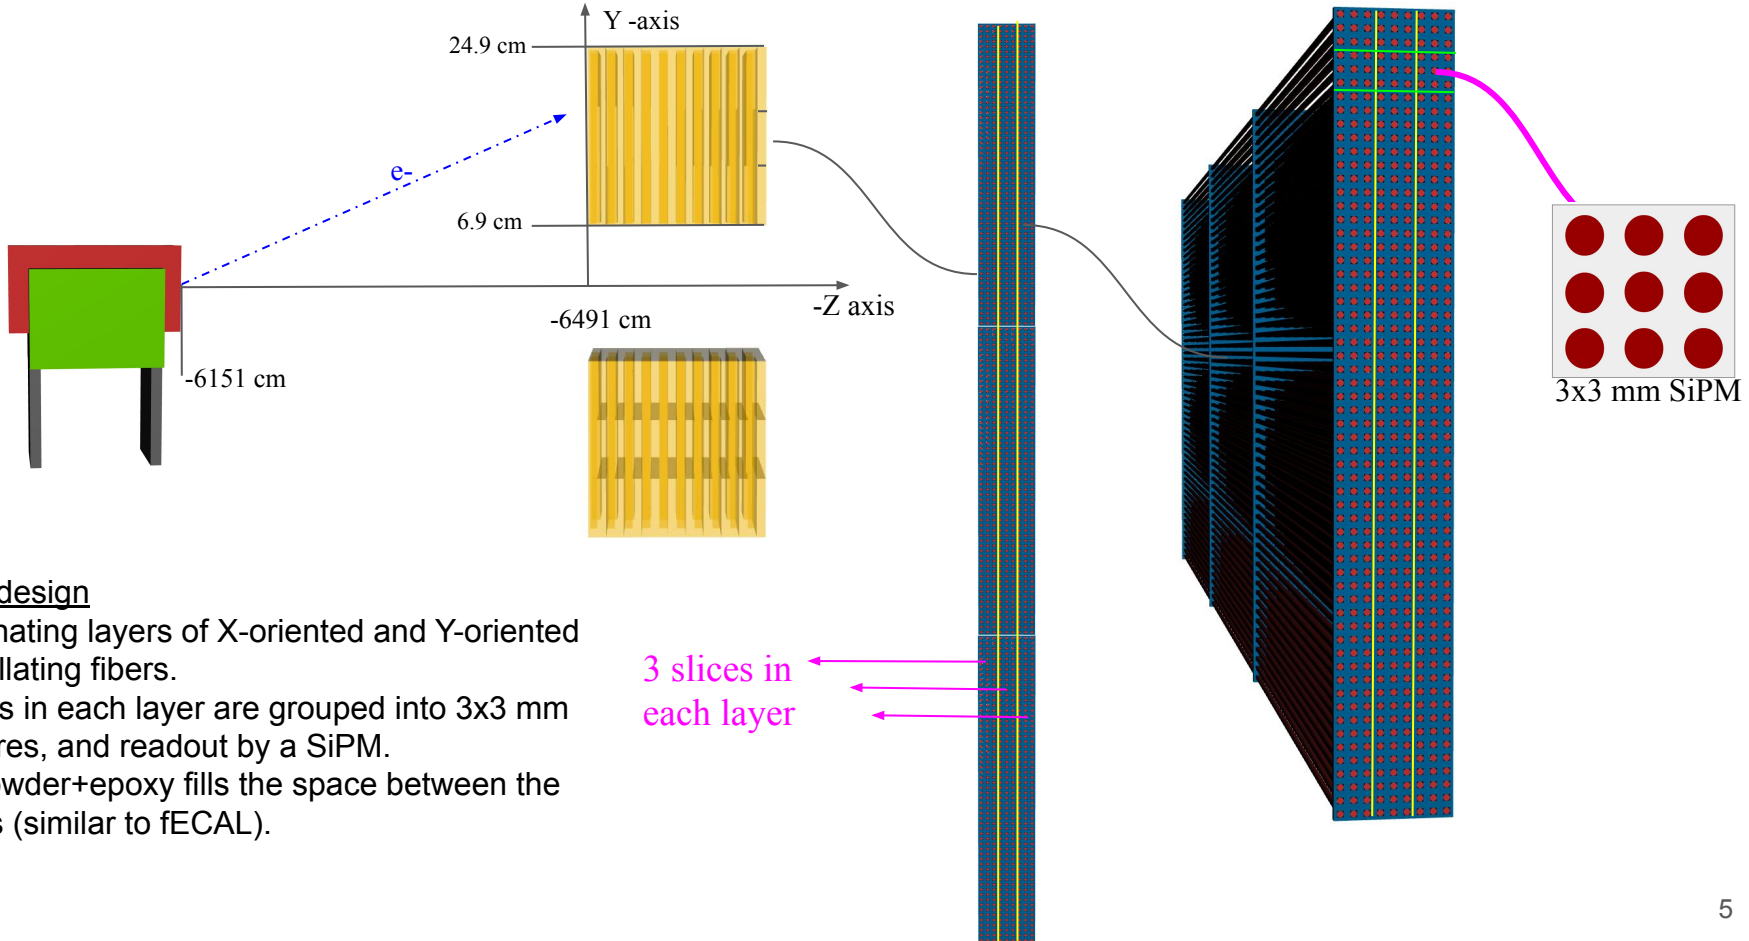 Y -axis
24.9 cm
e-
6.9 cm
-Z axis
-6491 cm
-6151 cm
3x3 mm SiPM
design
nating layers of X-oriented and Y-oriented
llating fibers.
s in each layer are grouped into 3x3 mm
res, and readout by a SiPM.
owder+epoxy fills the space between the
s (similar to fECAL).
3 slices in
each layer
5